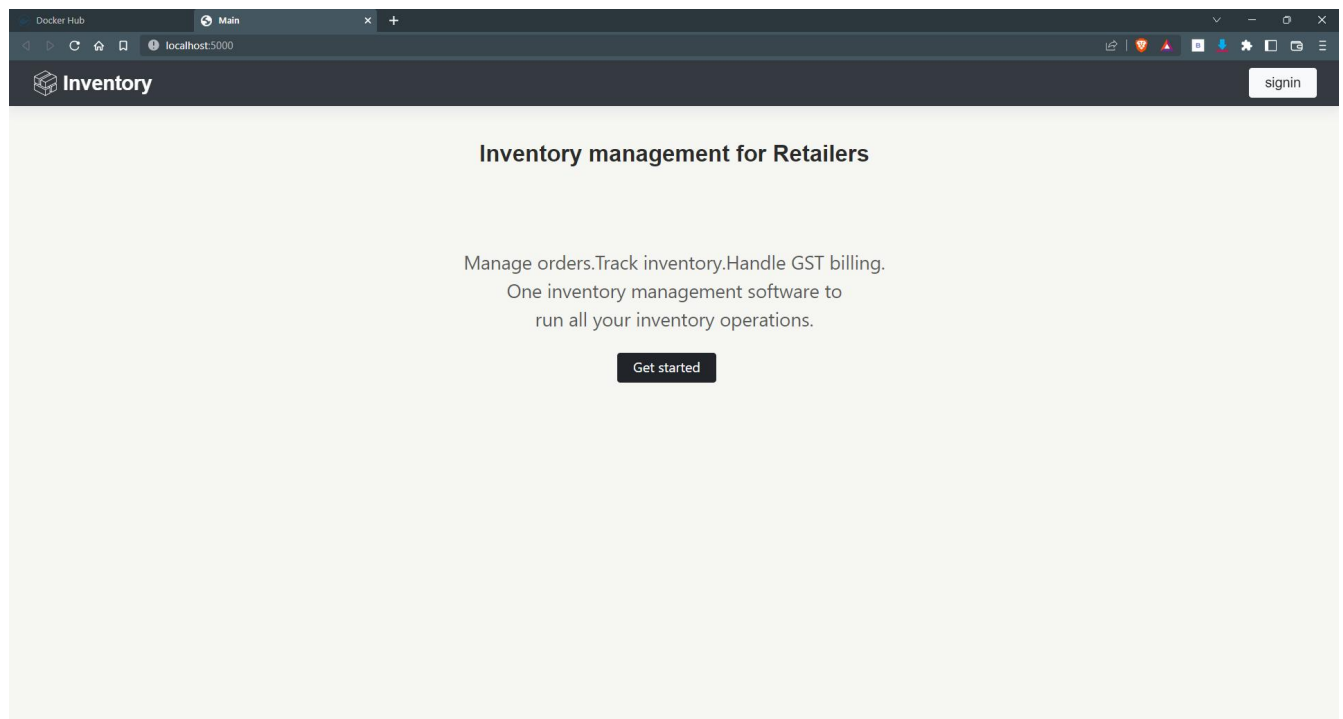 Docker Hub
Main
localhost:5000
Inventory
signin
Inventory management for Retailers
Manage orders.Track inventory.Handle GST billing.
One inventory management software to
run all your inventory operations.
Get started